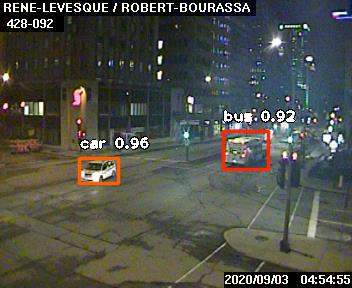 RENE-LEVESQUE / ROBERT-BOURASSA
428-092
bus 0.92
car 0.96
2020/09/03 04:54:55